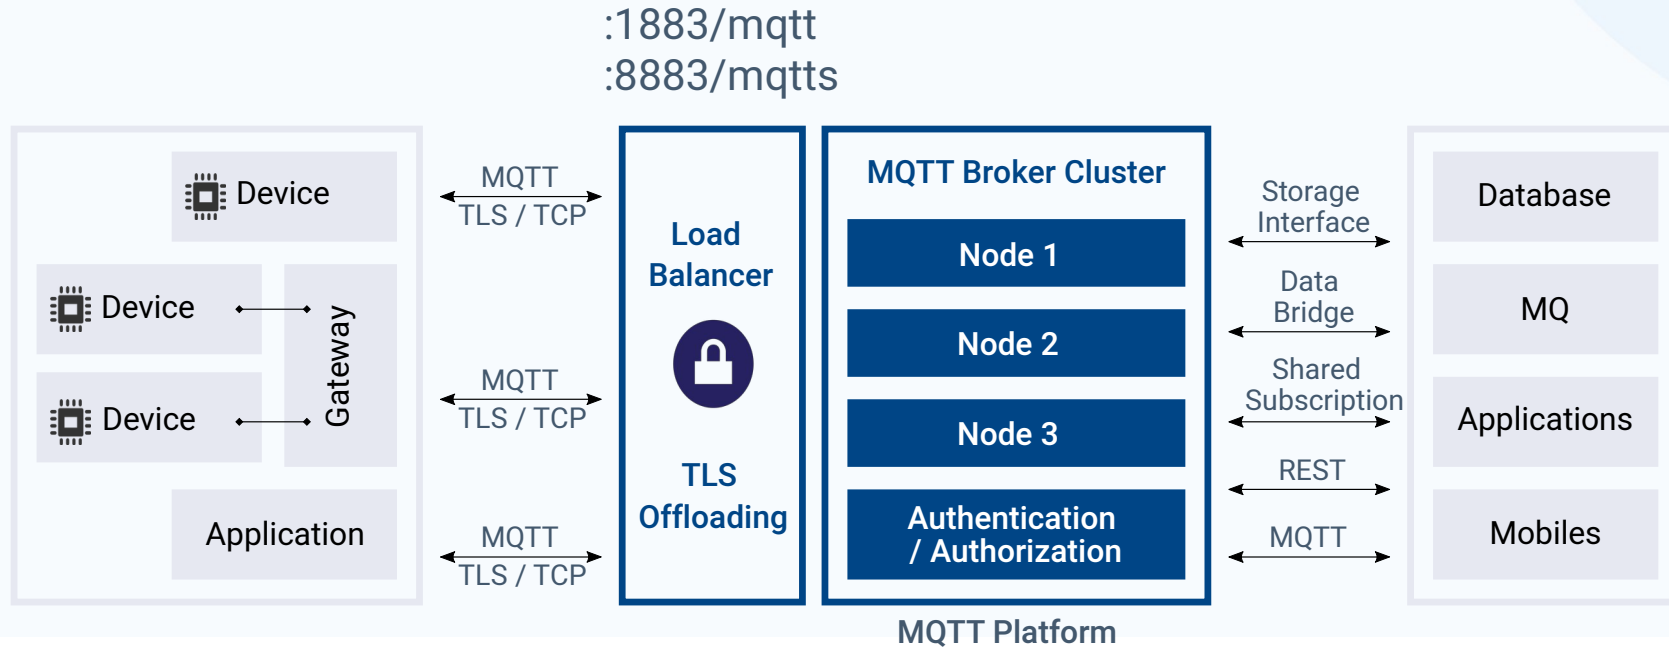 :1883/mqtt
:8883/mqtts
Device
Device
Device
Gateway
Application
MQTT
TLS / TCP
MQTT
TLS / TCP
MQTT
TLS / TCP
Load
Balancer
TLS
Offloading
MQTT Broker Cluster
Node 1
Node 2
Node 3
Authentication
/ Authorization
MQTT Platform
Storage
Interface
Data
Bridge
Shared
Subscription
REST
MQTT
Database
MQ
Applications
Mobiles